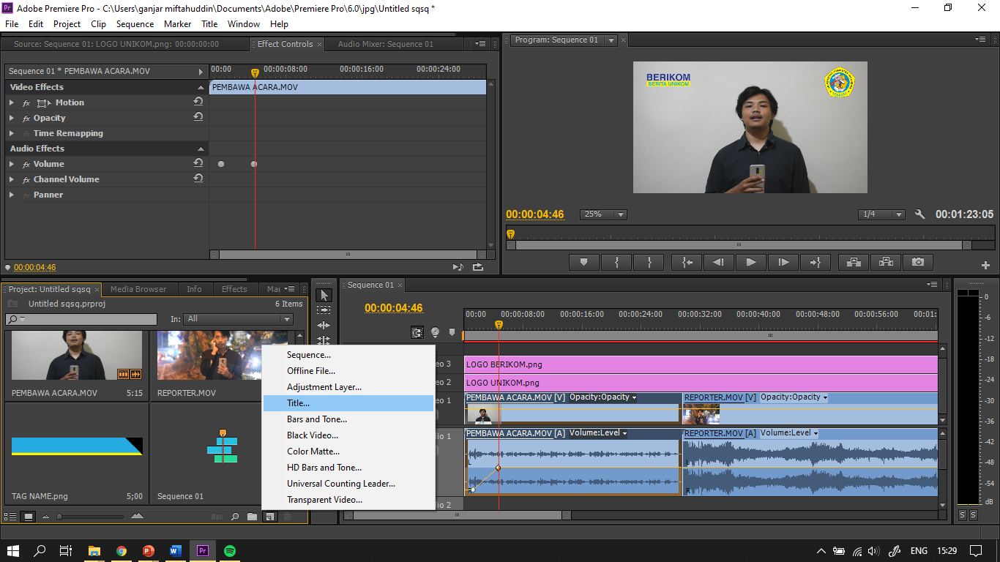 Adobe Premiere Pro - C:\Users\ganjar miftahuddin\Documents\Adobe\Premiere Pro\6.0\jpg\Untitled sqsq *
File Edit Project Clip Sequence Marker Title Window Help
Source: Sequence 01: LOGO UNIKOM.png: 00:00:00:00
Effect Controls
Audio Mixer: Sequence 01
Program: Sequence 01
Sequence 01 * PEMBAWA ACARA.MOV
00:00 00:00:08:00 00:00:16:00 00:00:24:00
Video Effects
PEMBAWA ACARA.MOV
fx Motion
fx Opacity
fx Time Remapping
Audio Effects
fx Volume
fx Channel Volume
fx Panner
00:00:04:46
BERIKOM
BERITA UNIKOM
00:00:04:46
25%
1/4
00:01:23:05
Project: Untitled sqsq
Media Browser
Info
Effects
Ma
Untitled sqsq.prproj
6 Items
In: All
PEMBAWA ACARA.MOV 5:15
REPORTER.MOV
TAG NAME.png 5;00
Sequence 01
Sequence...
Offline File...
Adjustment Layer...
Title...
Bars and Tone...
Black Video...
Color Matte...
HD Bars and Tone...
Universal Counting Leader...
Transparent Video...
Sequence 01
00:00:04:46
00:00 00:00:08:00 00:00:16:00 00:00:24:00 00:00:32:00 00:00:40:00 00:00:48:00 00:00:56:00 00:01:
eo 3 LOGO BERIKOM.png
eo 2 LOGO UNIKOM.png
eo 1 PEMBAWA ACARA.MOV [V] Opacity:Opacity REPORTER.MOV [V] Opacity:Opacity
dio 1 PEMBAWA ACARA.MOV [A] Volume:Level REPORTER.MOV [A] Volume:Level
L L
R
dio 2
0
-6
-12
-18
-24
-30
-36
-42
-48
-54
dB
S S
ENG 15:29